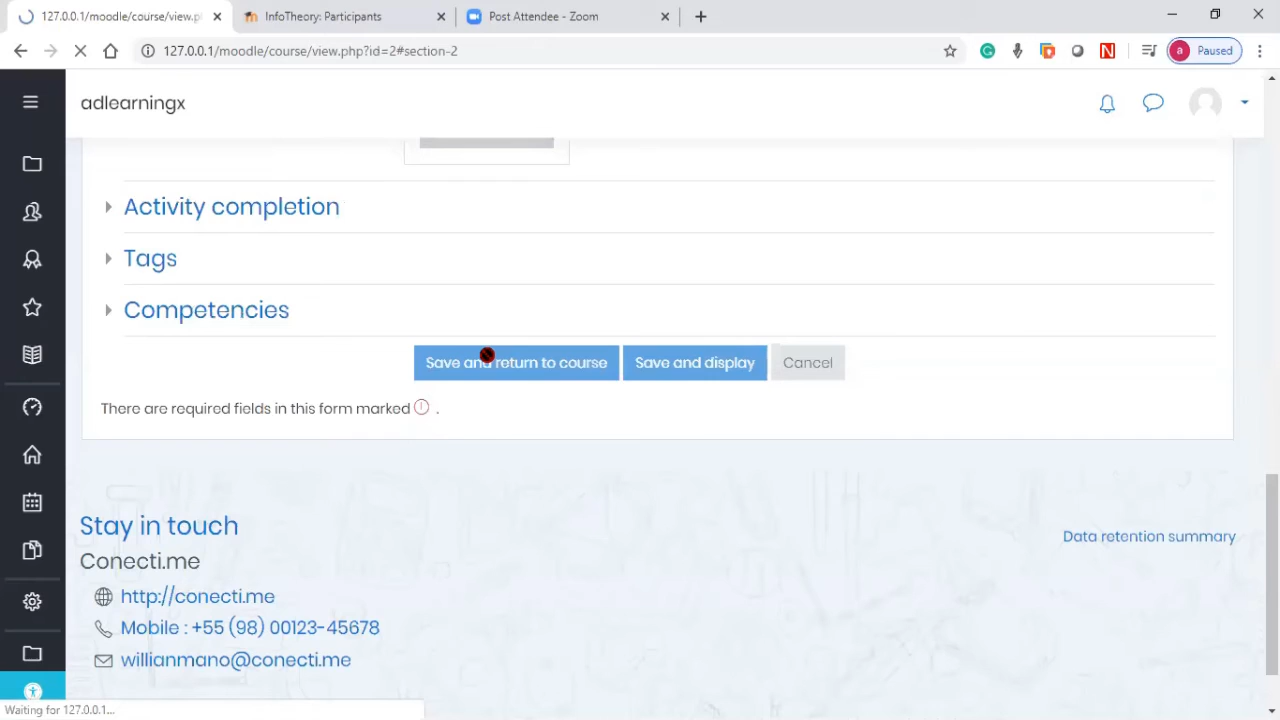 127.0.0.1/moodle/course/view.p
InfoTheory: Participants
Post Attendee - Zoom
127.0.0.1/moodle/course/view.php?id=2#section-2
a Paused
adlearningx
Activity completion
Tags
Competencies
Save and return to course
Save and display
Cancel
There are required fields in this form marked ! .
Stay in touch
Data retention summary
Conecti.me
http://conecti.me
Mobile : +55 (98) 00123-45678
willianmano@conecti.me
Waiting for 127.0.0.1...